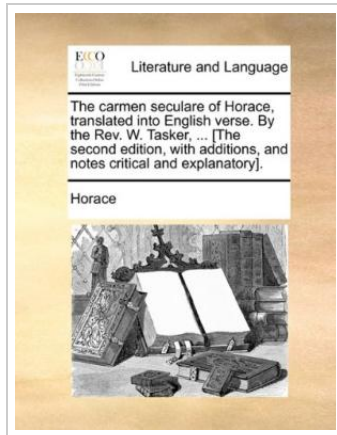 ECCO
Literature and Language
The carmen seculare of Horace,
translated into English verse. By
the Rev. W. Tasker, ... [The
second edition, with additions, and
notes critical and explanatory].
Horace